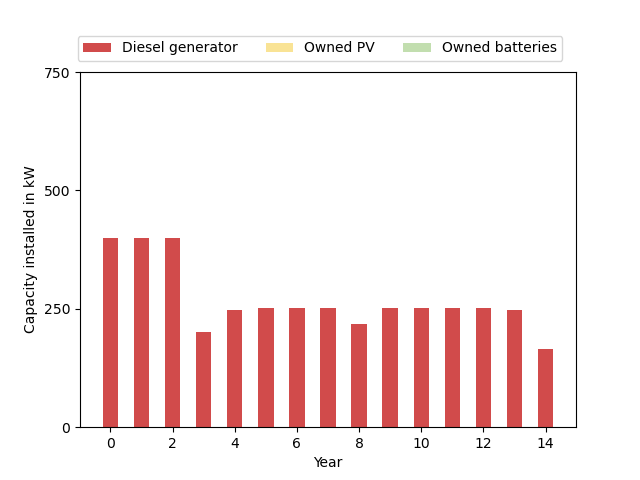 Diesel generator Owned PV Owned batteries
750
500
250
0
Capacity installed in kW
0 2 4 6 8 10 12 14
Year